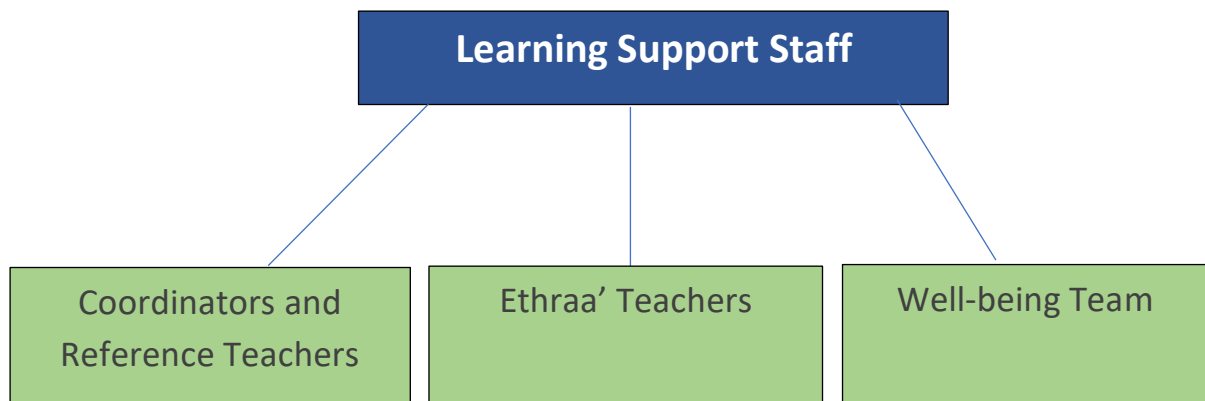 Learning Support Staff
Coordinators and
Reference Teachers
Ethraa’ Teachers
Well-being Team